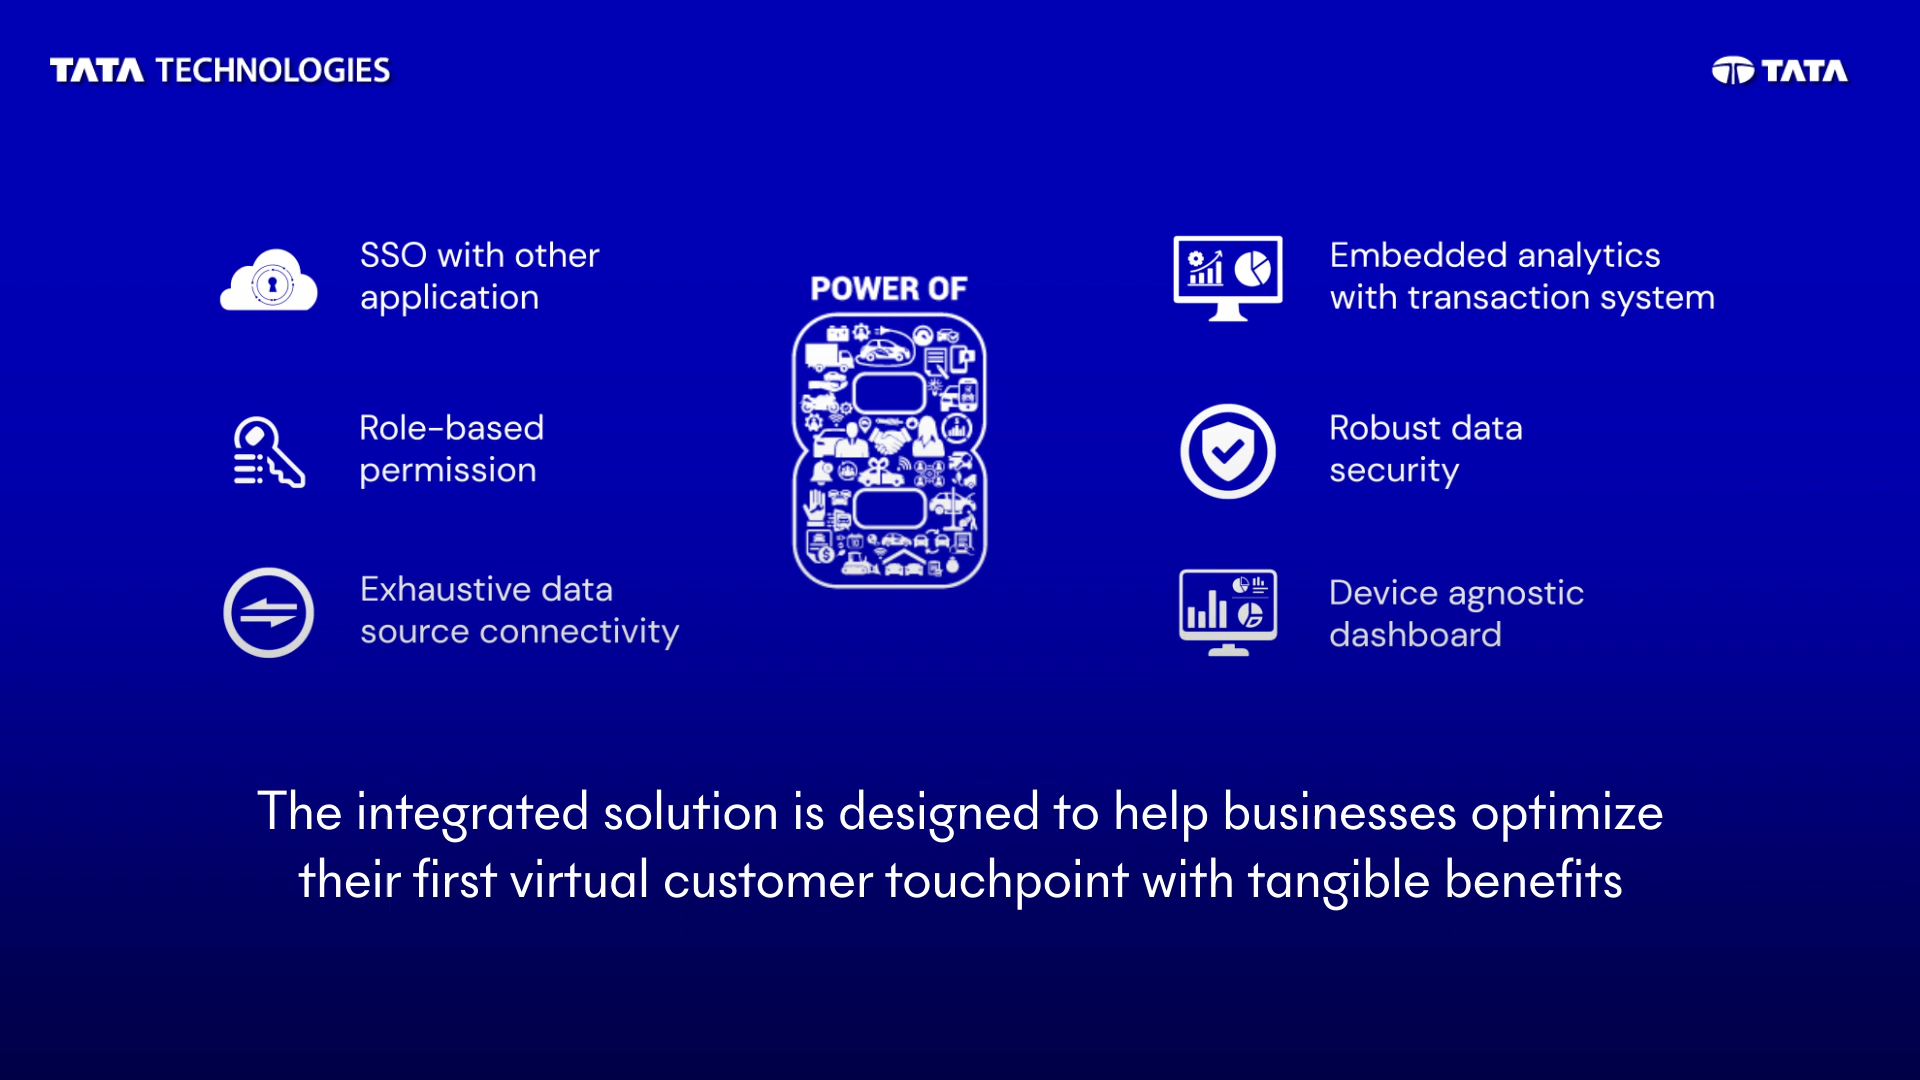 TATA TECHNOLOGIES
TATA
SSO with other
application
Role-based
permission
Exhaustive data
source connectivity
POWER OF
8
Embedded analytics
with transaction system
Robust data
security
Device agnostic
dashboard
The integrated solution is designed to help businesses optimize
their first virtual customer touchpoint with tangible benefits